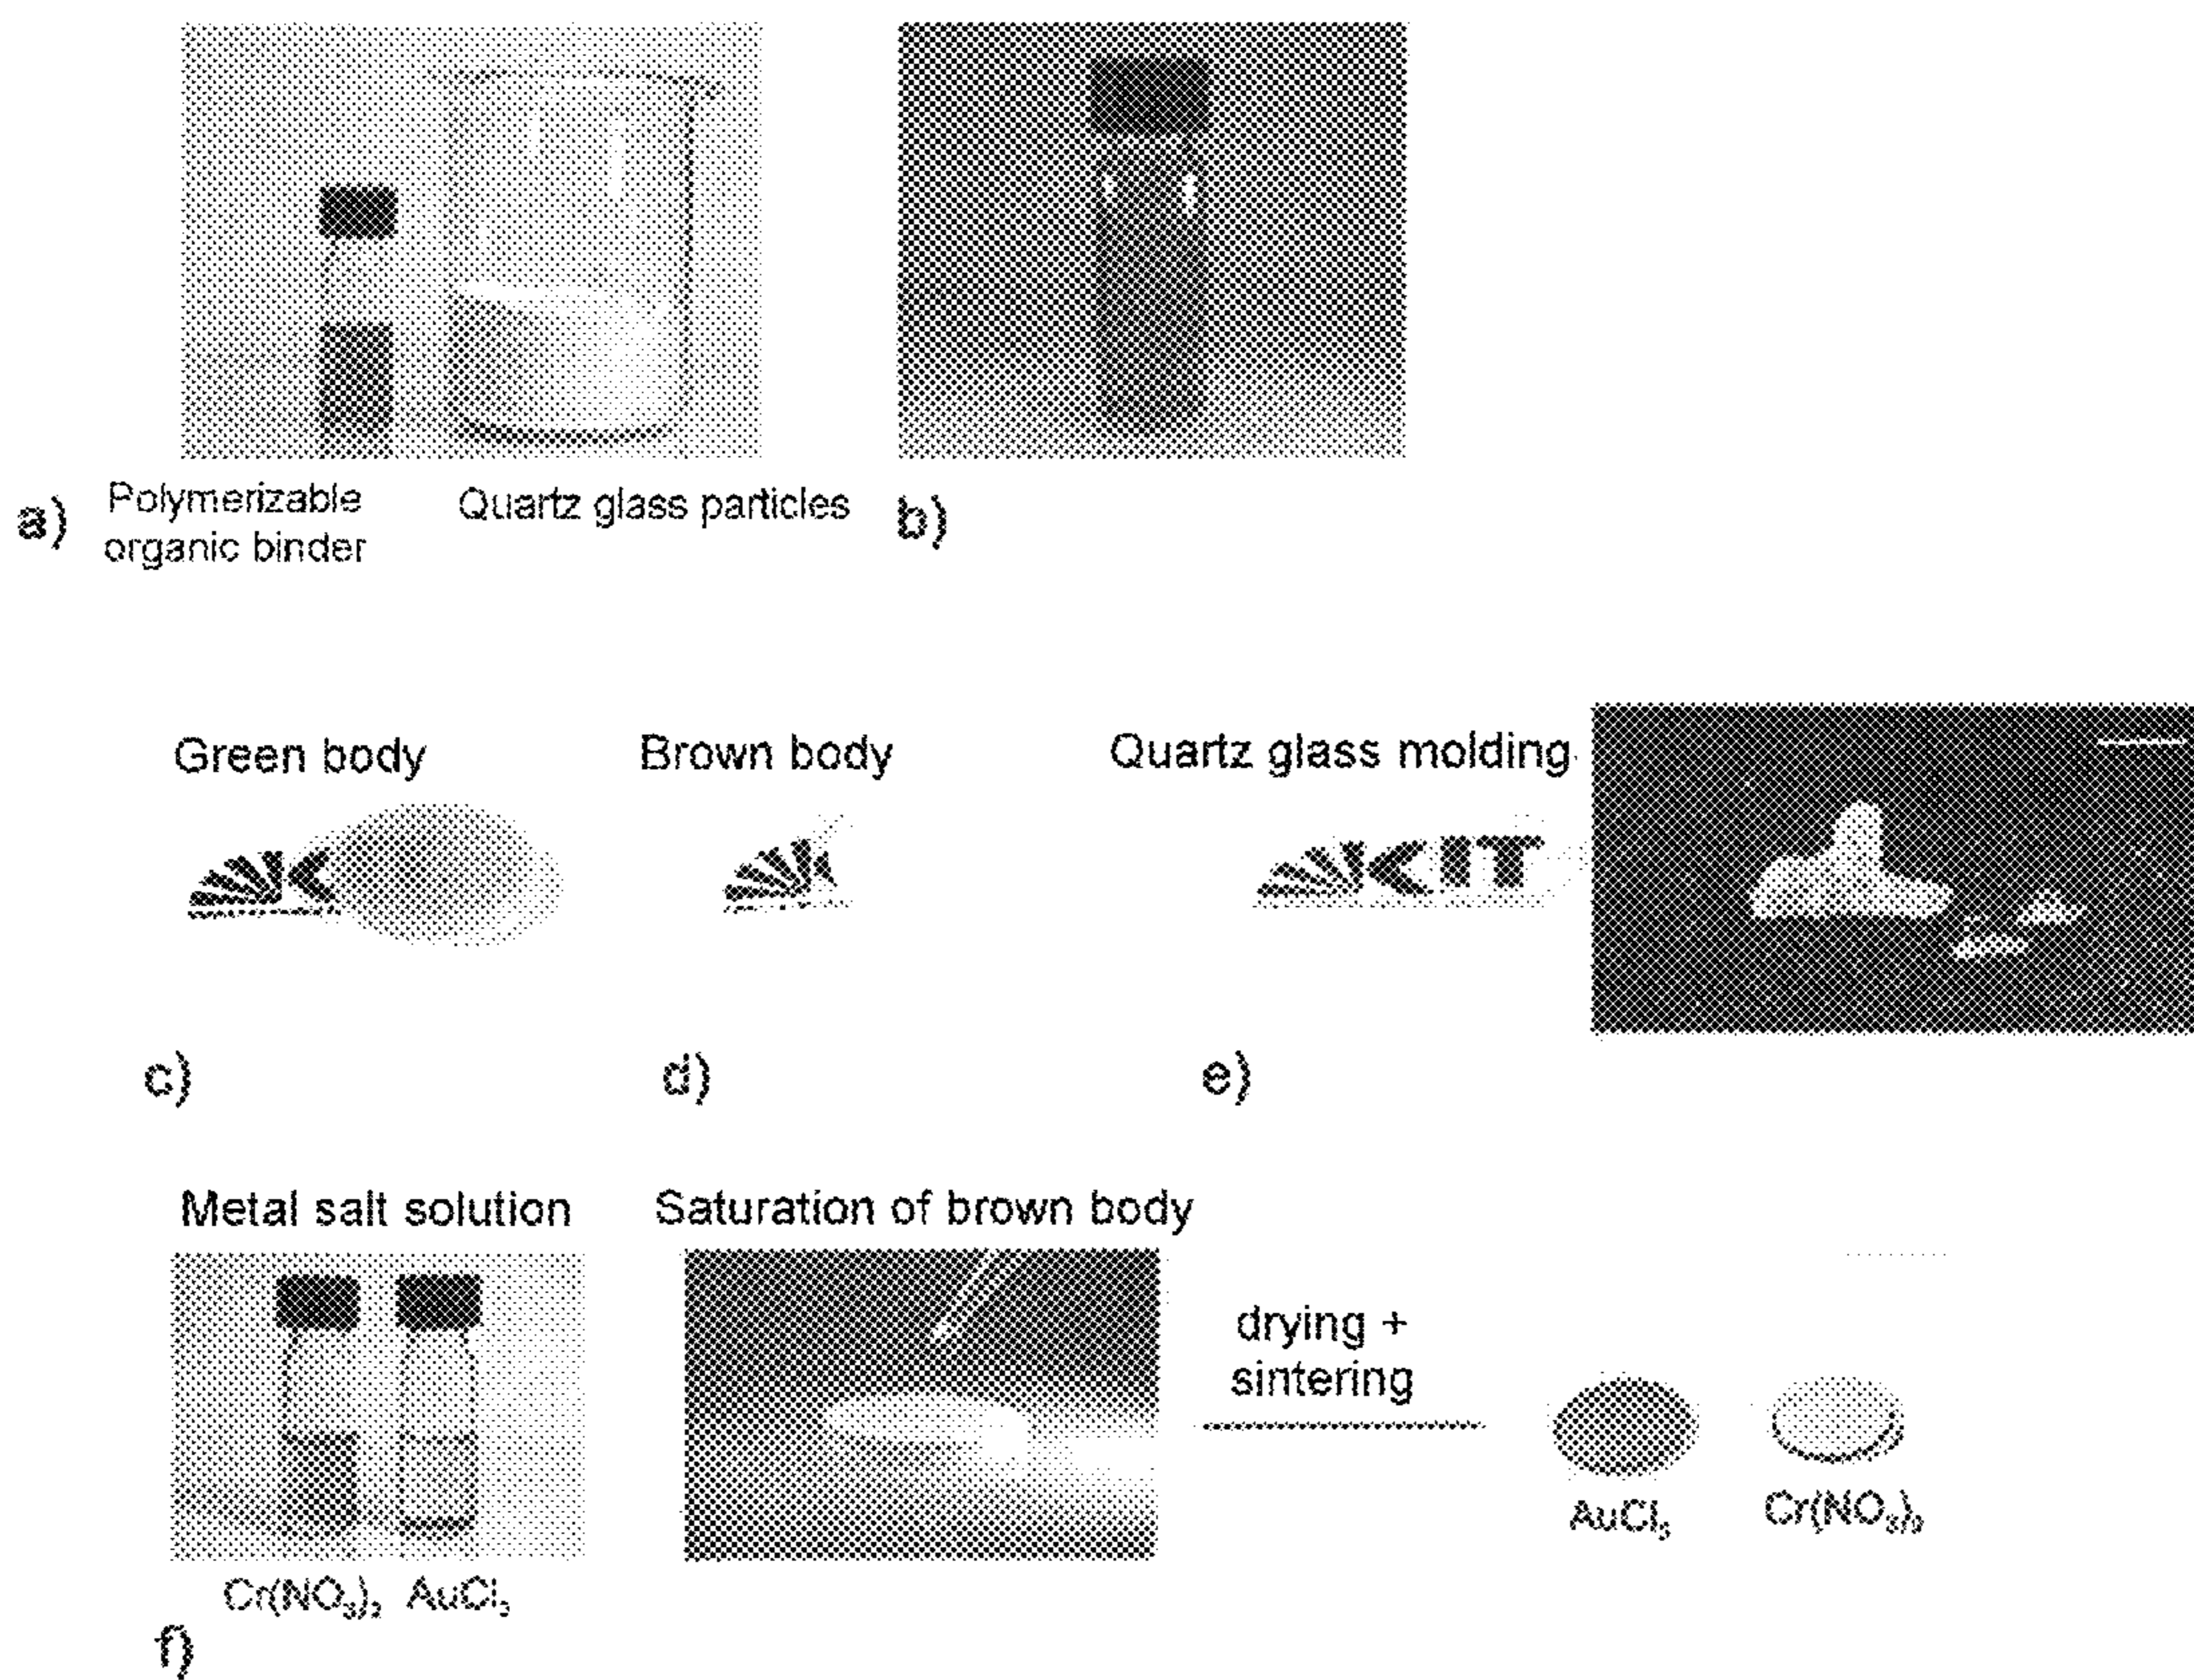 a)
Polymerizable
organic binder
Quartz glass particles
b)
Green body
K
c)
Brown body
K
d)
Quartz glass molding
KIT
e)
Metal salt solution
Cr(NO₃)₃ AuCl₃
Saturation of brown body
drying +
sintering
AuCl₃
Cr(NO₃)₃
f)